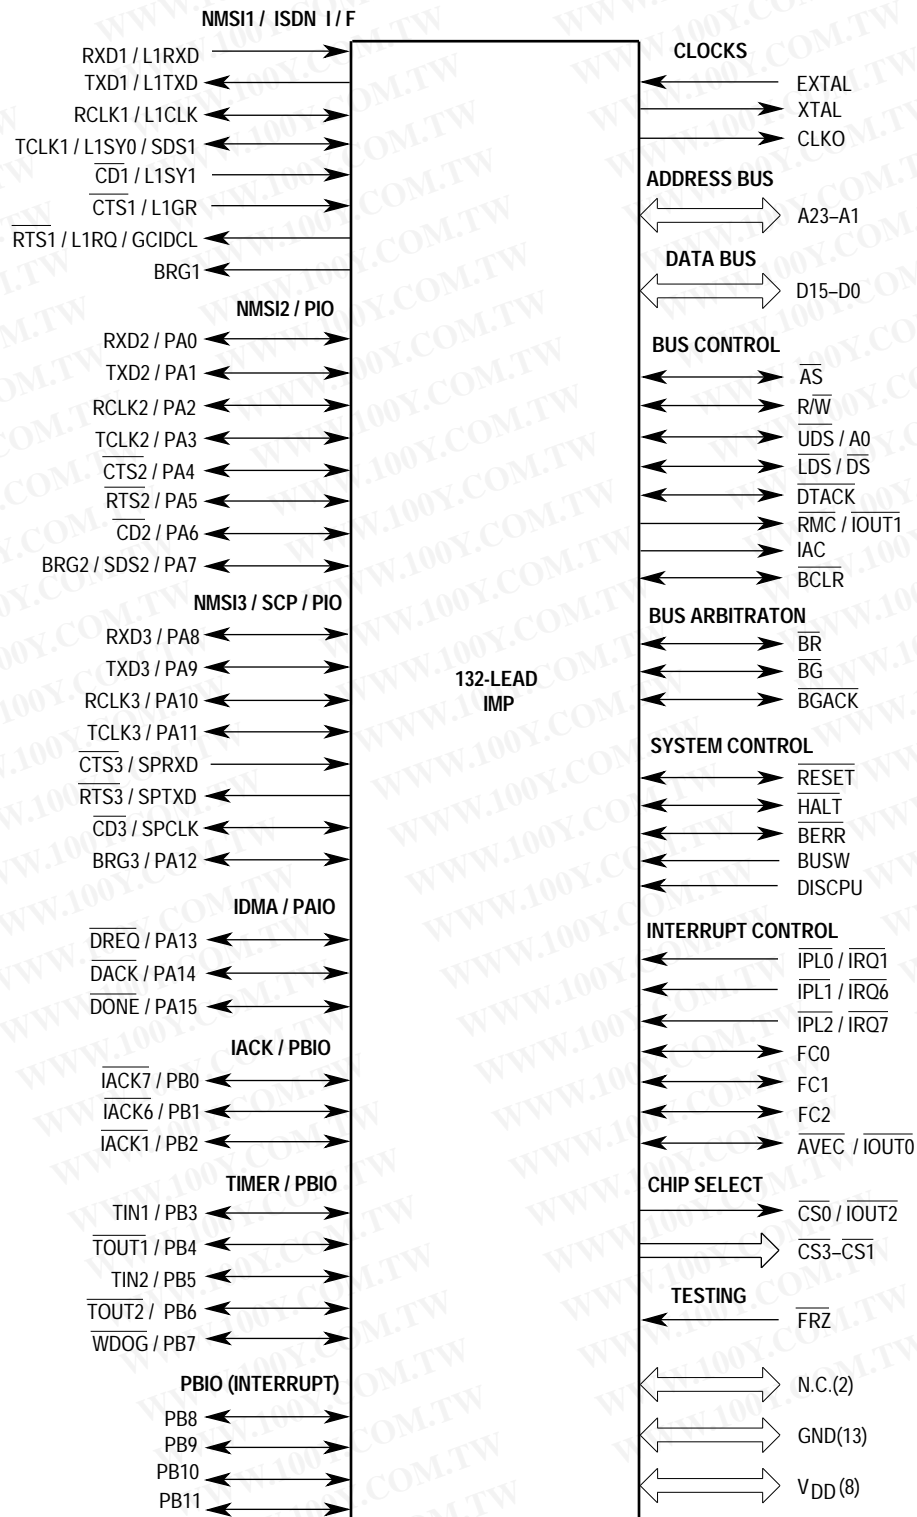 NMSI1 / ISDN I / F
RXD1 / L1RXD
TXD1 / L1TXD
RCLK1 / L1CLK
TCLK1 / L1SY0 / SDS1
CD1 / L1SY1
CTS1 / L1GR
RTS1 / L1RQ / GCIDCL
BRG1
NMSI2 / PIO
RXD2 / PA0
TXD2 / PA1
RCLK2 / PA2
TCLK2 / PA3
CTS2 / PA4
RTS2 / PA5
CD2 / PA6
BRG2 / SDS2 / PA7
NMSI3 / SCP / PIO
RXD3 / PA8
TXD3 / PA9
RCLK3 / PA10
TCLK3 / PA11
CTS3 / SPRXD
RTS3 / SPTXD
CD3 / SPCLK
BRG3 / PA12
IDMA / PAIO
DREQ / PA13
DACK / PA14
DONE / PA15
IACK / PBIO
IACK7 / PB0
IACK6 / PB1
IACK1 / PB2
TIMER / PBIO
TIN1 / PB3
TOUT1 / PB4
TIN2 / PB5
TOUT2 / PB6
WDOG / PB7
PBIO (INTERRUPT)
PB8
PB9
PB10
PB11
132-LEAD
IMP
CLOCKS
EXTAL
XTAL
CLKO
ADDRESS BUS
A23–A1
DATA BUS
D15–D0
BUS CONTROL
AS
R/W
UDS / A0
LDS / DS
DTACK
RMC / IOUT1
IAC
BCLR
BUS ARBITRATON
BR
BG
BGACK
SYSTEM CONTROL
RESET
HALT
BERR
BUSW
DISCPU
INTERRUPT CONTROL
IPL0 / IRQ1
IPL1 / IRQ6
IPL2 / IRQ7
FC0
FC1
FC2
AVEC / IOUT0
CHIP SELECT
CS0 / IOUT2
CS3–CS1
TESTING
FRZ
N.C.(2)
GND(13)
VDD (8)
WWW.100Y.COM.TW